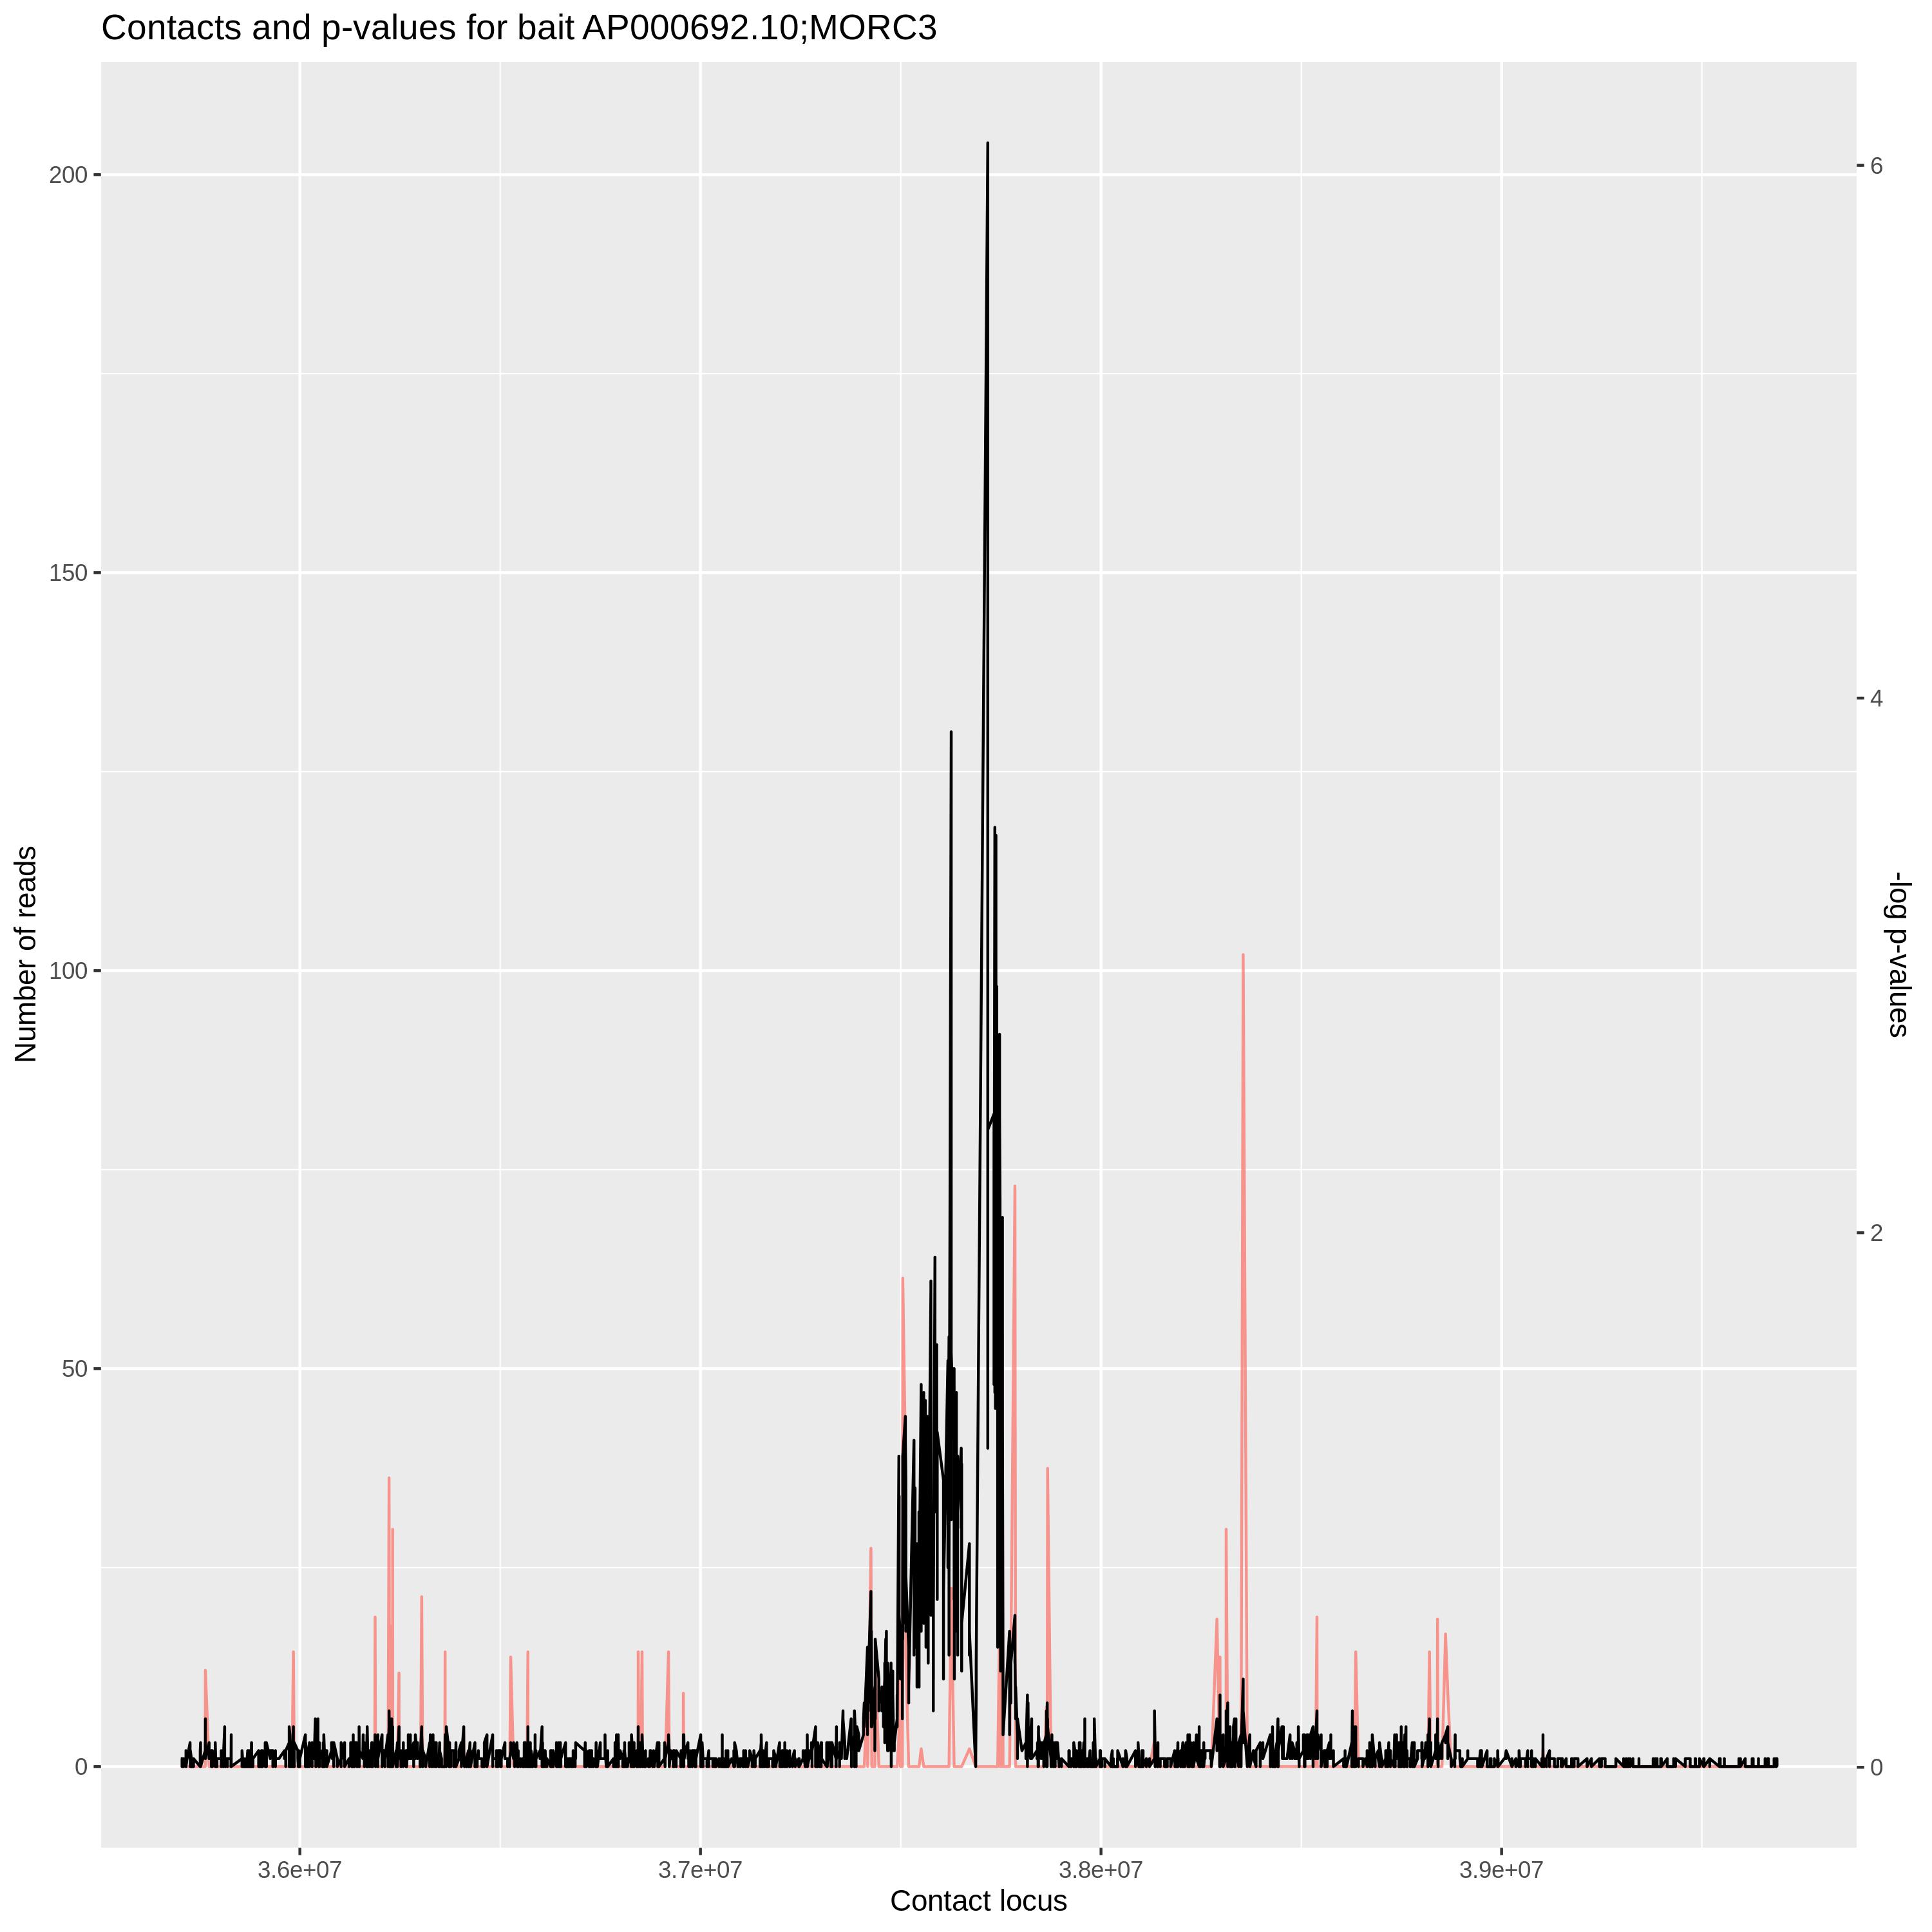 Contacts and p-values for bait AP000692.10;MORC3
200
150
100
50
0
Number of reads
6
4
2
0
-log p-values
3.6e+07
3.7e+07
3.8e+07
3.9e+07
Contact locus